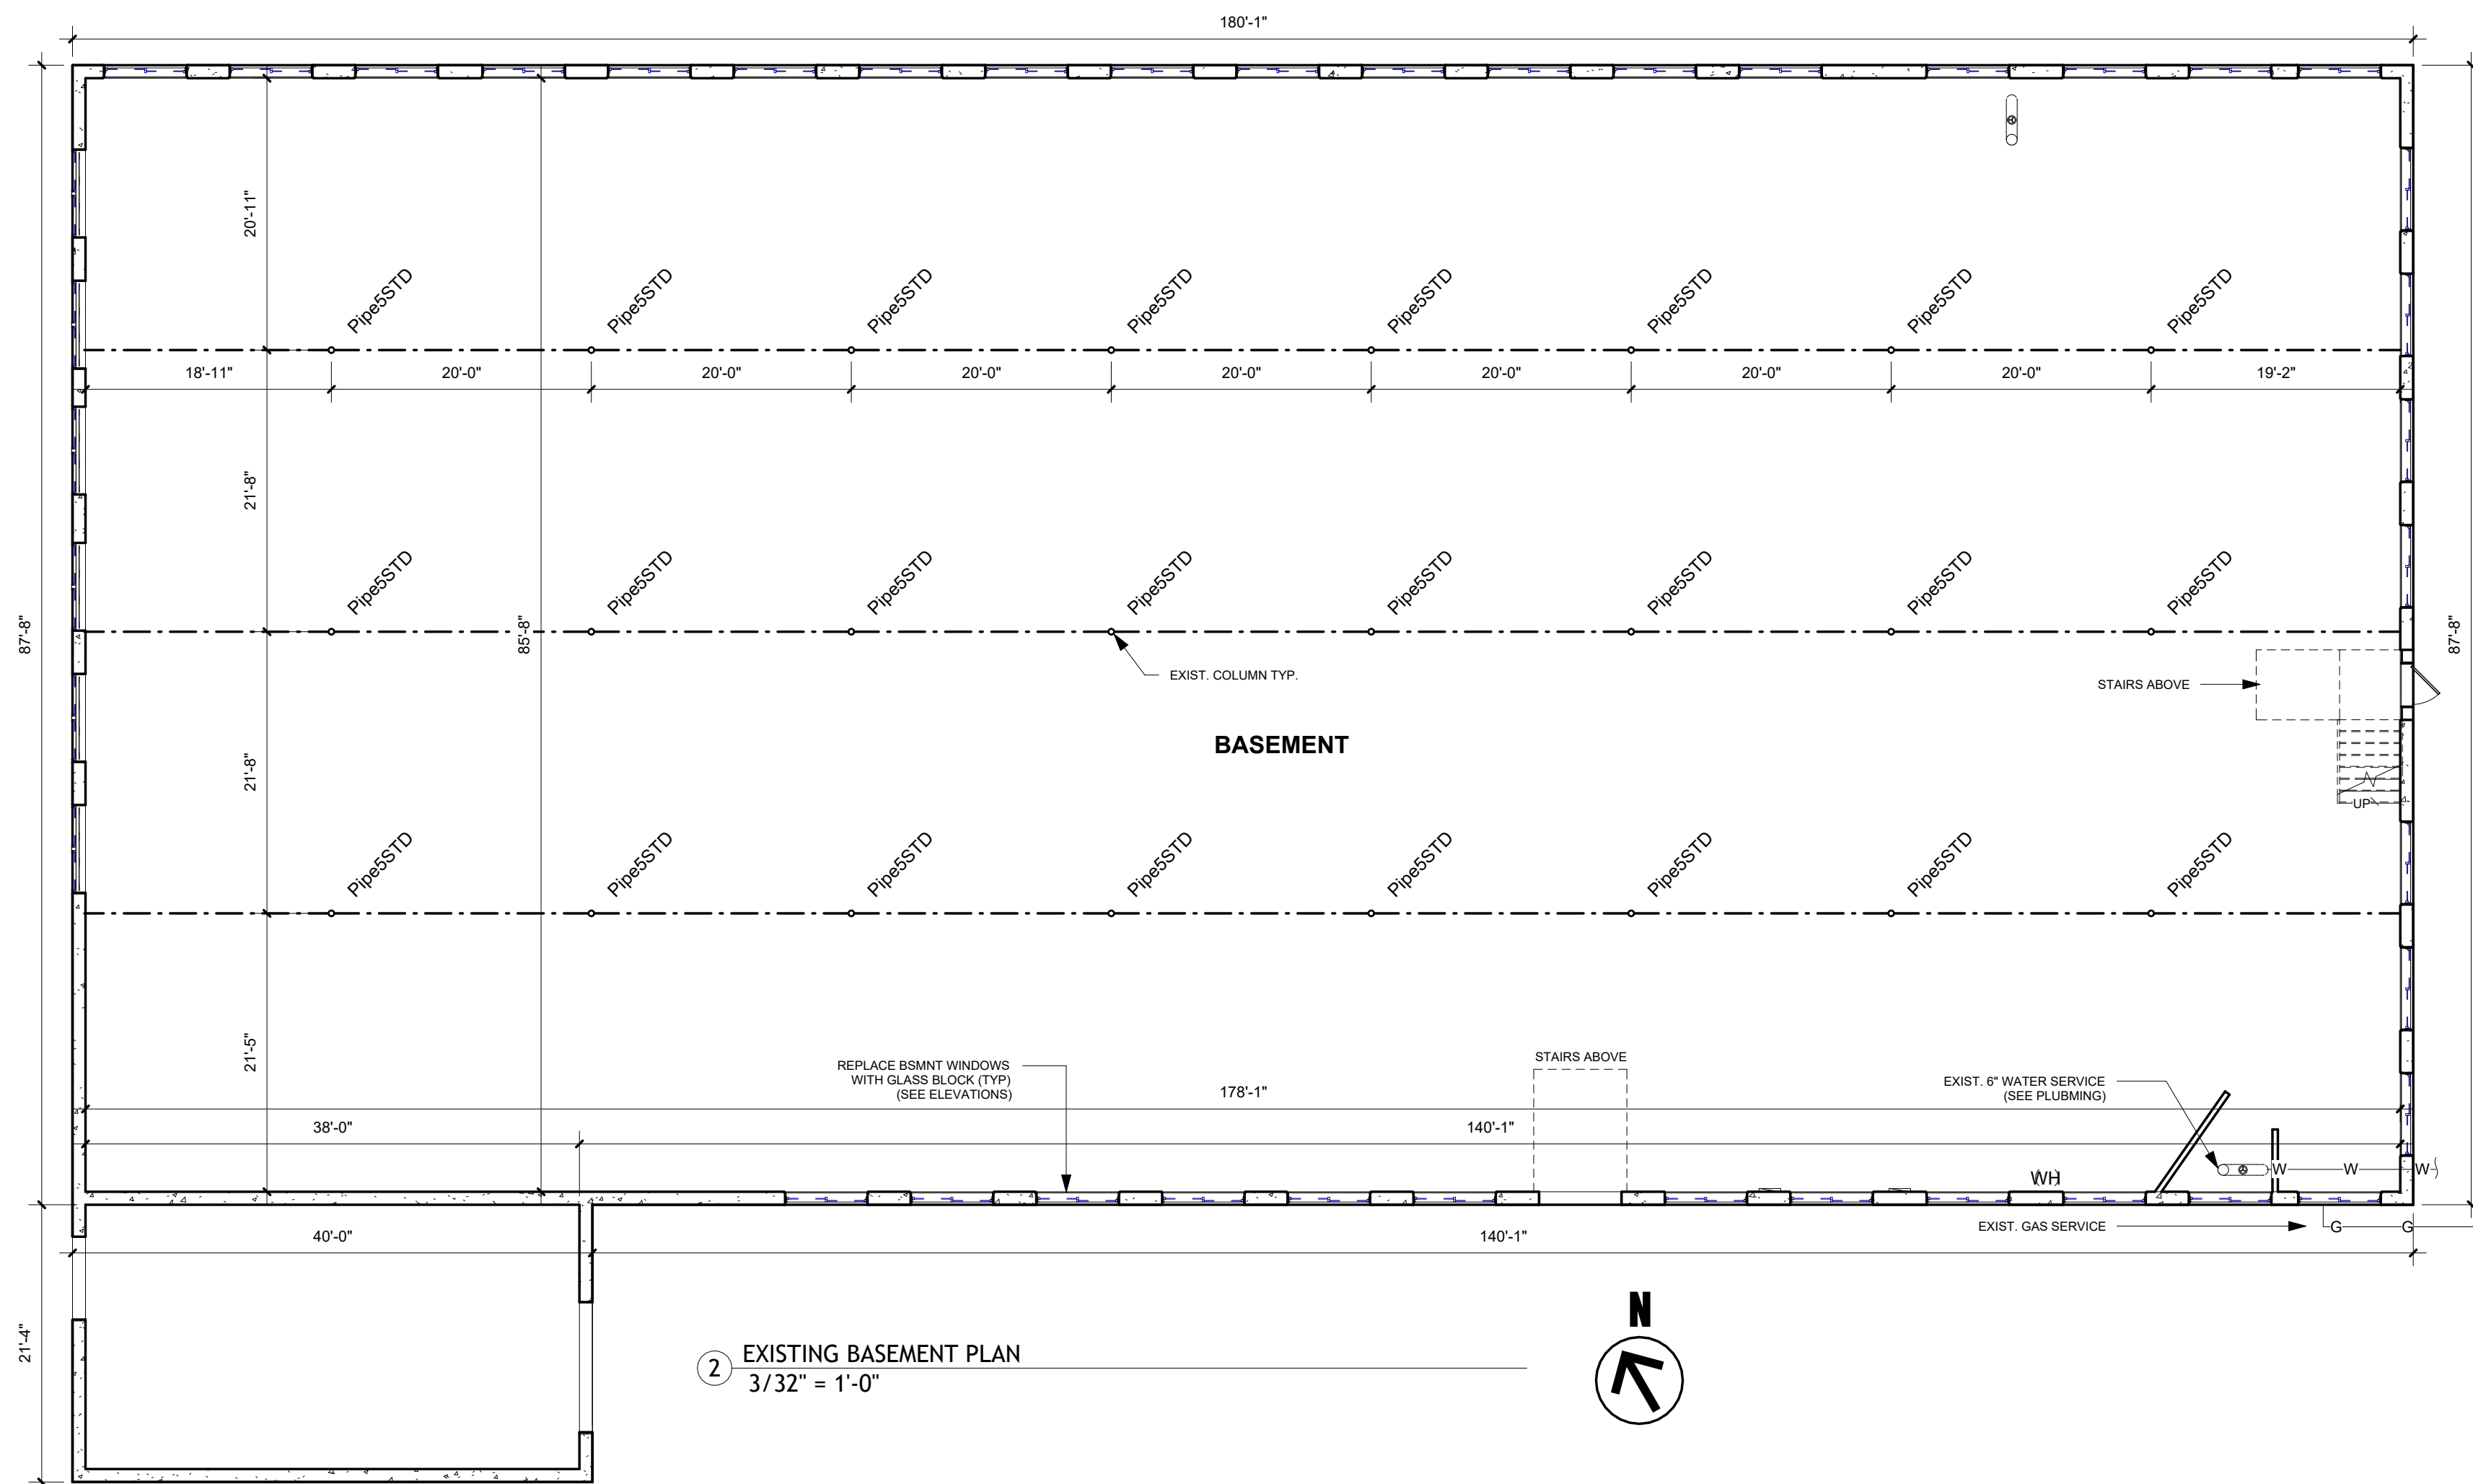 180'-1"
20'-11"
Pipe5STD
Pipe5STD
Pipe5STD
Pipe5STD
Pipe5STD
Pipe5STD
Pipe5STD
Pipe5STD
18'-11"
20'-0"
20'-0"
20'-0"
20'-0"
20'-0"
20'-0"
20'-0"
19'-2"
21'-8"
Pipe5STD
Pipe5STD
Pipe5STD
Pipe5STD
Pipe5STD
Pipe5STD
Pipe5STD
Pipe5STD
87'-8"
85'-8"
87'-8"
EXIST. COLUMN TYP.
STAIRS ABOVE
BASEMENT
21'-8"
UP
Pipe5STD
Pipe5STD
Pipe5STD
Pipe5STD
Pipe5STD
Pipe5STD
Pipe5STD
Pipe5STD
21'-5"
REPLACE BSMNT WINDOWS
WITH GLASS BLOCK (TYP)
(SEE ELEVATIONS)
STAIRS ABOVE
EXIST. 6" WATER SERVICE
(SEE PLUBMING)
178'-1"
38'-0"
140'-1"
WH
W
W
W
EXIST. GAS SERVICE
G
G
40'-0"
140'-1"
21'-4"
N
2
EXISTING BASEMENT PLAN
3/32" = 1'-0"